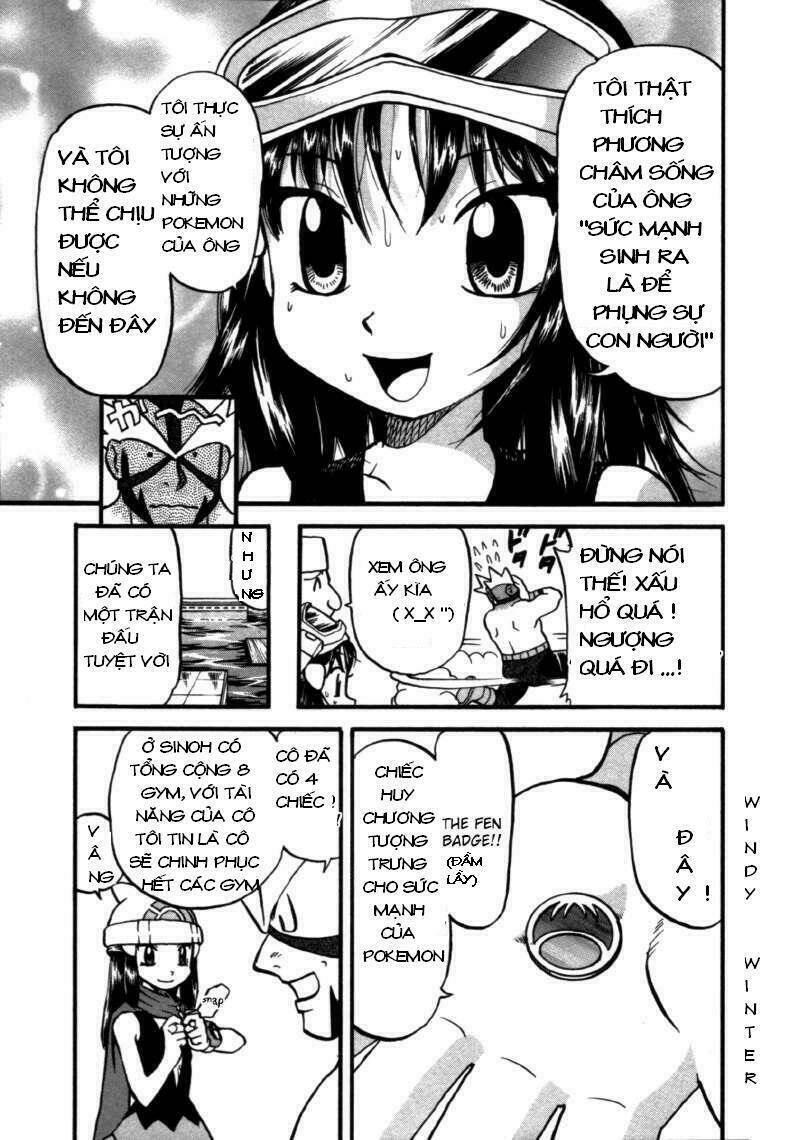 TÔI THẬT
THÍCH
PHƯƠNG
CHÂM SỐNG
CỦA ÔNG
"SỨC MẠNH
SINH RA
LÀ ĐỂ
PHỤNG SỰ
CON NGƯỜI"
TÔI THỰC
SỰ ẤN
TƯỢNG
VỚI
NHỮNG
POKEMON
CỦA ÔNG
VÀ TÔI
KHÔNG
THỂ CHỊU
ĐƯỢC
NẾU
KHÔNG
ĐẾN ĐÂY
カ〜
ĐỪNG NÓI
THẾ! XẤU
HỔ QUÁ !
NGƯỢNG
QUÁ ĐI ...!
XEM ÔNG
ẤY KÌA
( X_X ")
NHƯNG
CHÚNG TA
ĐÃ CÓ
MỘT TRẬN
ĐẤU
TUYỆT VỜI
VÀ
ĐÂY !
THE FEN
BADGE!!
(ĐẦM
LẦY)
CHIẾC
HUY
CHƯƠNG
TƯỢNG
TRƯNG
CHO SỨC
MẠNH
CỦA
POKEMON
CÔ ĐÃ
CÓ 4
CHIẾC !
Ở SINOH CÓ
TỔNG CỘNG 8
GYM, VỚI TÀI
NĂNG CỦA CÔ
TÔI TIN LÀ CÔ
SẼ CHINH PHỤC
HẾT CÁC GYM
VÂNG
snap
WINDY WINTER